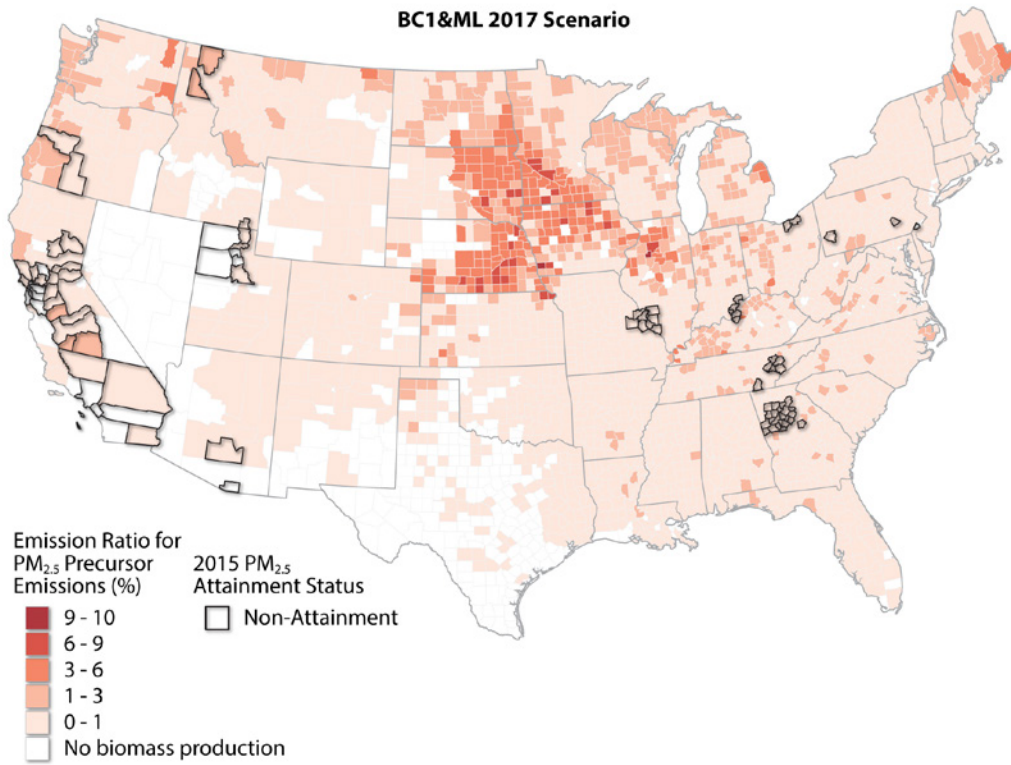 BC1&ML 2017 Scenario
Emission Ratio for
PM2.5 Precursor
Emissions (%)
9 - 10
6 - 9
3 - 6
1 - 3
0 - 1
No biomass production
2015 PM2.5
Attainment Status
Non-Attainment